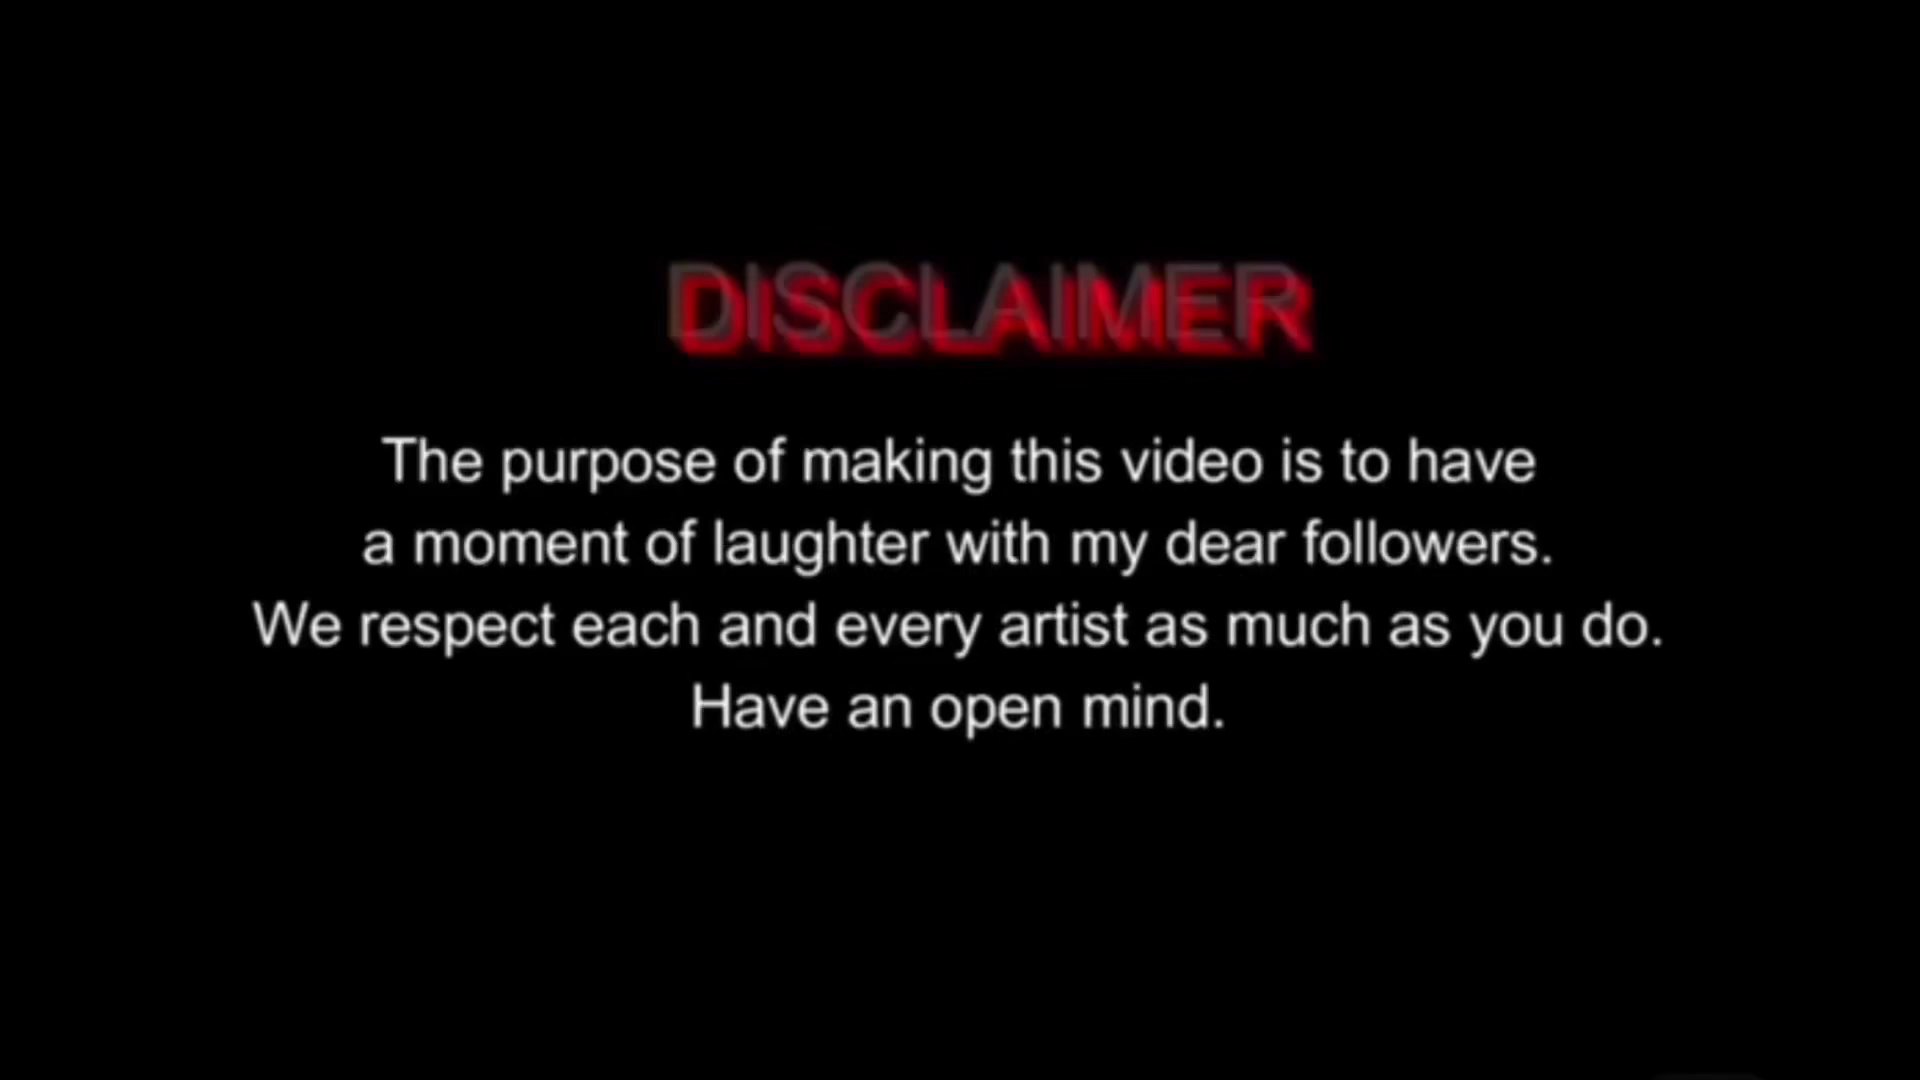 DISCLAIMER
The purpose of making this video is to have
a moment of laughter with my dear followers.
We respect each and every artist as much as you do.
Have an open mind.